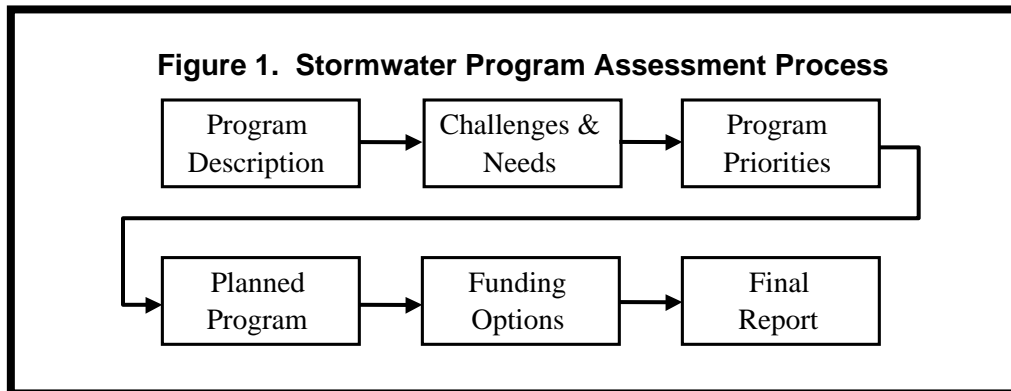 Figure 1.  Stormwater Program Assessment Process
Program
Description
Challenges &
Needs
Program
Priorities
Planned
Program
Funding
Options
Final
Report